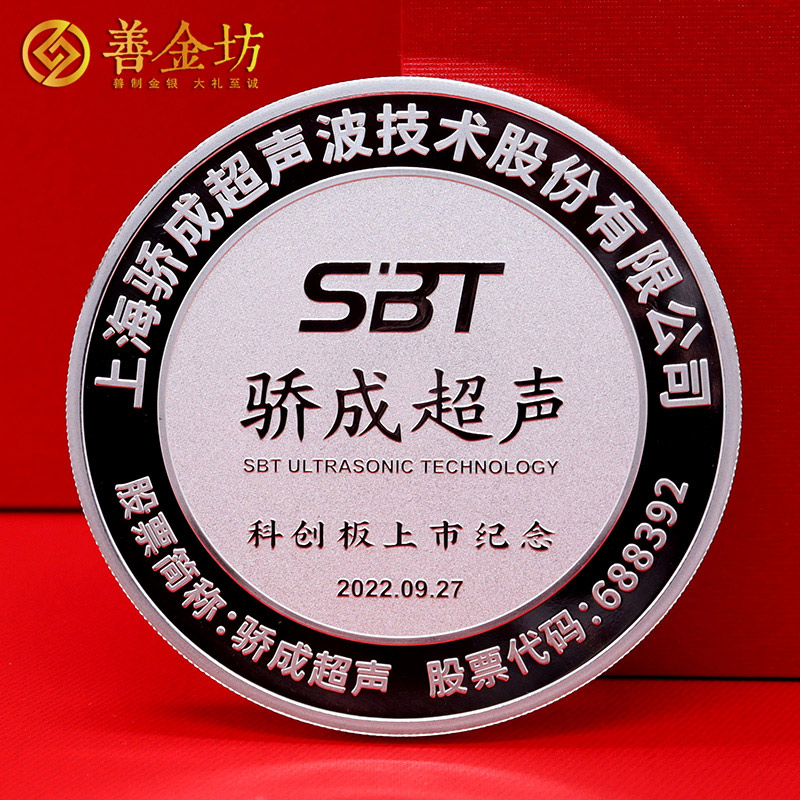 善金坊
善制金银 大礼至诚
上海骄成超声波技术股份有限公司
SBT
骄成超声
SBT ULTRASONIC TECHNOLOGY
科创板上市纪念
2022.09.27
股票简称:骄成超声 股票代码:688392